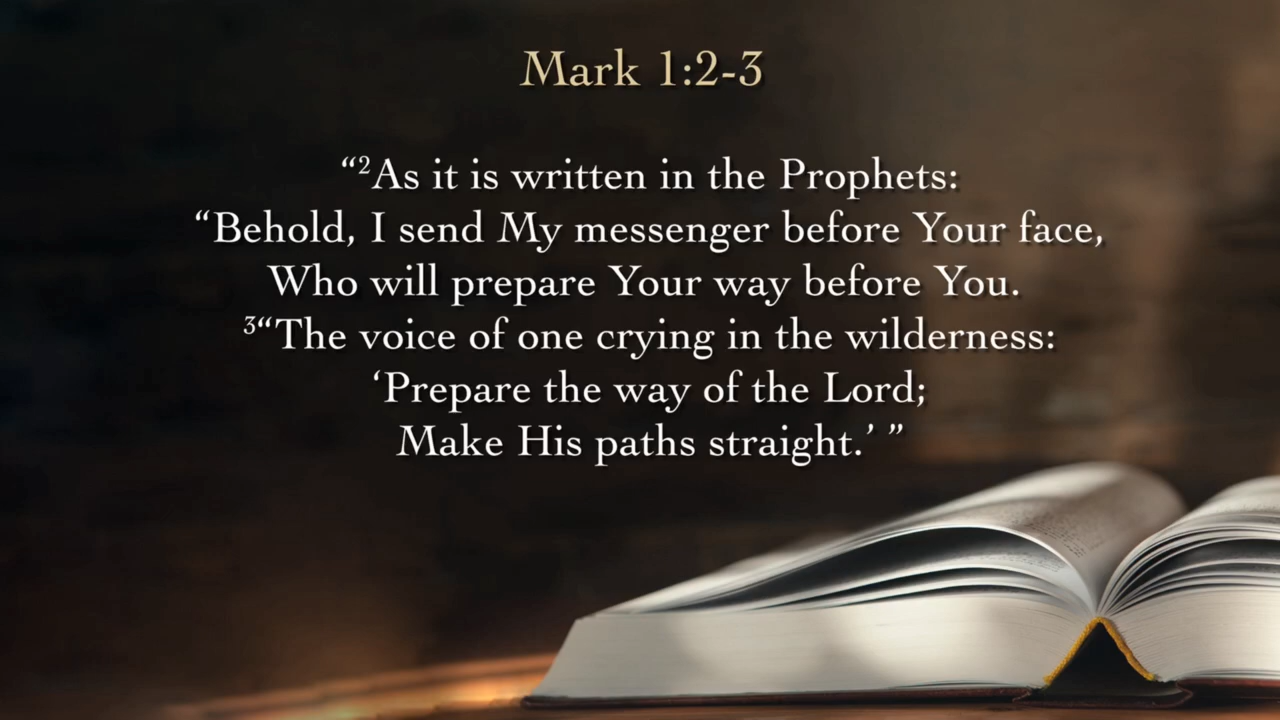 Mark 1:2-3
“²As it is written in the Prophets:
“Behold, I send My messenger before Your face,
Who will prepare Your way before You.
³“The voice of one crying in the wilderness:
‘Prepare the way of the Lord;
Make His paths straight.’ ”